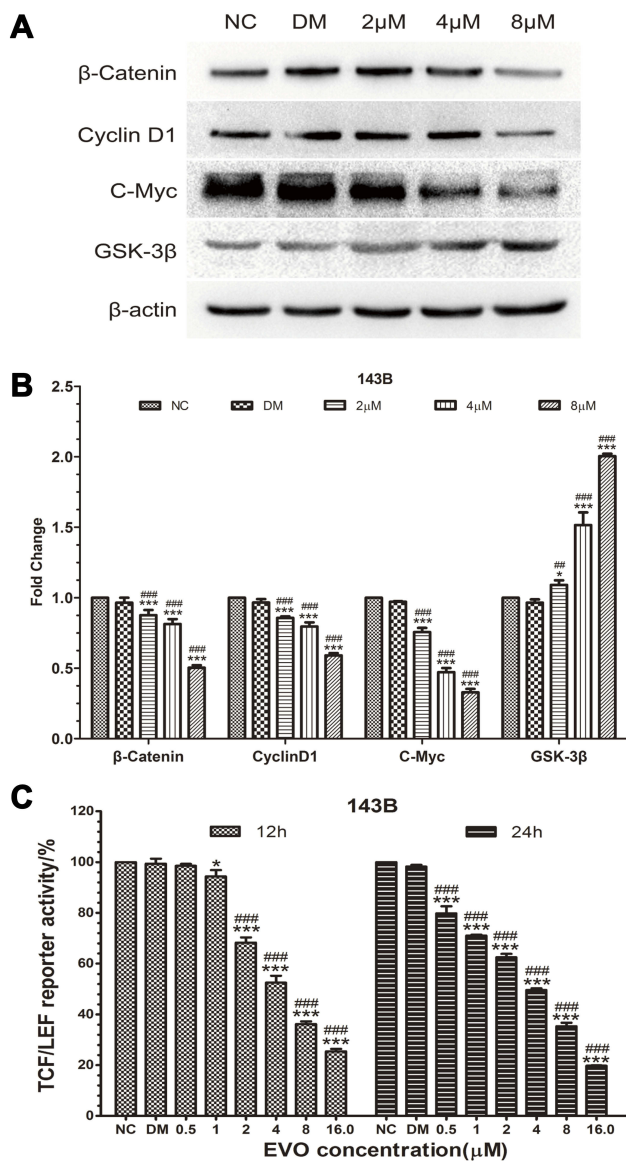 A
NC DM 2μM 4μM 8μM
β-Catenin
Cyclin D1
C-Myc
GSK-3β
β-actin
B
143B
NC DM 2μM 4μM 8μM
Fold Change
2.5
2.0
1.5
1.0
0.5
0.0
### *** ### *** ### ***
### *** ### *** ### ***
### *** ### *** ### ***
## * ### *** ### ***
β-Catenin CyclinD1 C-Myc GSK-3β
C
143B
12h 24h
TCF/LEF reporter activity/%
120
100
80
60
40
20
0
* ### *** ### *** ### *** ### ***
### *** ### *** ### *** ### *** ### *** ### ***
NC DM 0.5 1 2 4 8 16.0 NC DM 0.5 1 2 4 8 16.0
EVO concentration(μM)